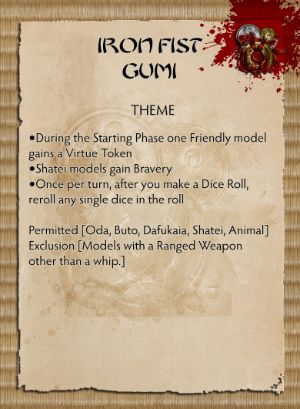 IRON FIST
GUMI
THEME
•During the Starting Phase one Friendly model
gains a Virtue Token
•Shatei models gain Bravery
•Once per turn, after you make a Dice Roll,
reroll any single dice in the roll
Permitted [Oda, Buto, Dafukaia, Shatei, Animal]
Exclusion [Models with a Ranged Weapon
other than a whip.]